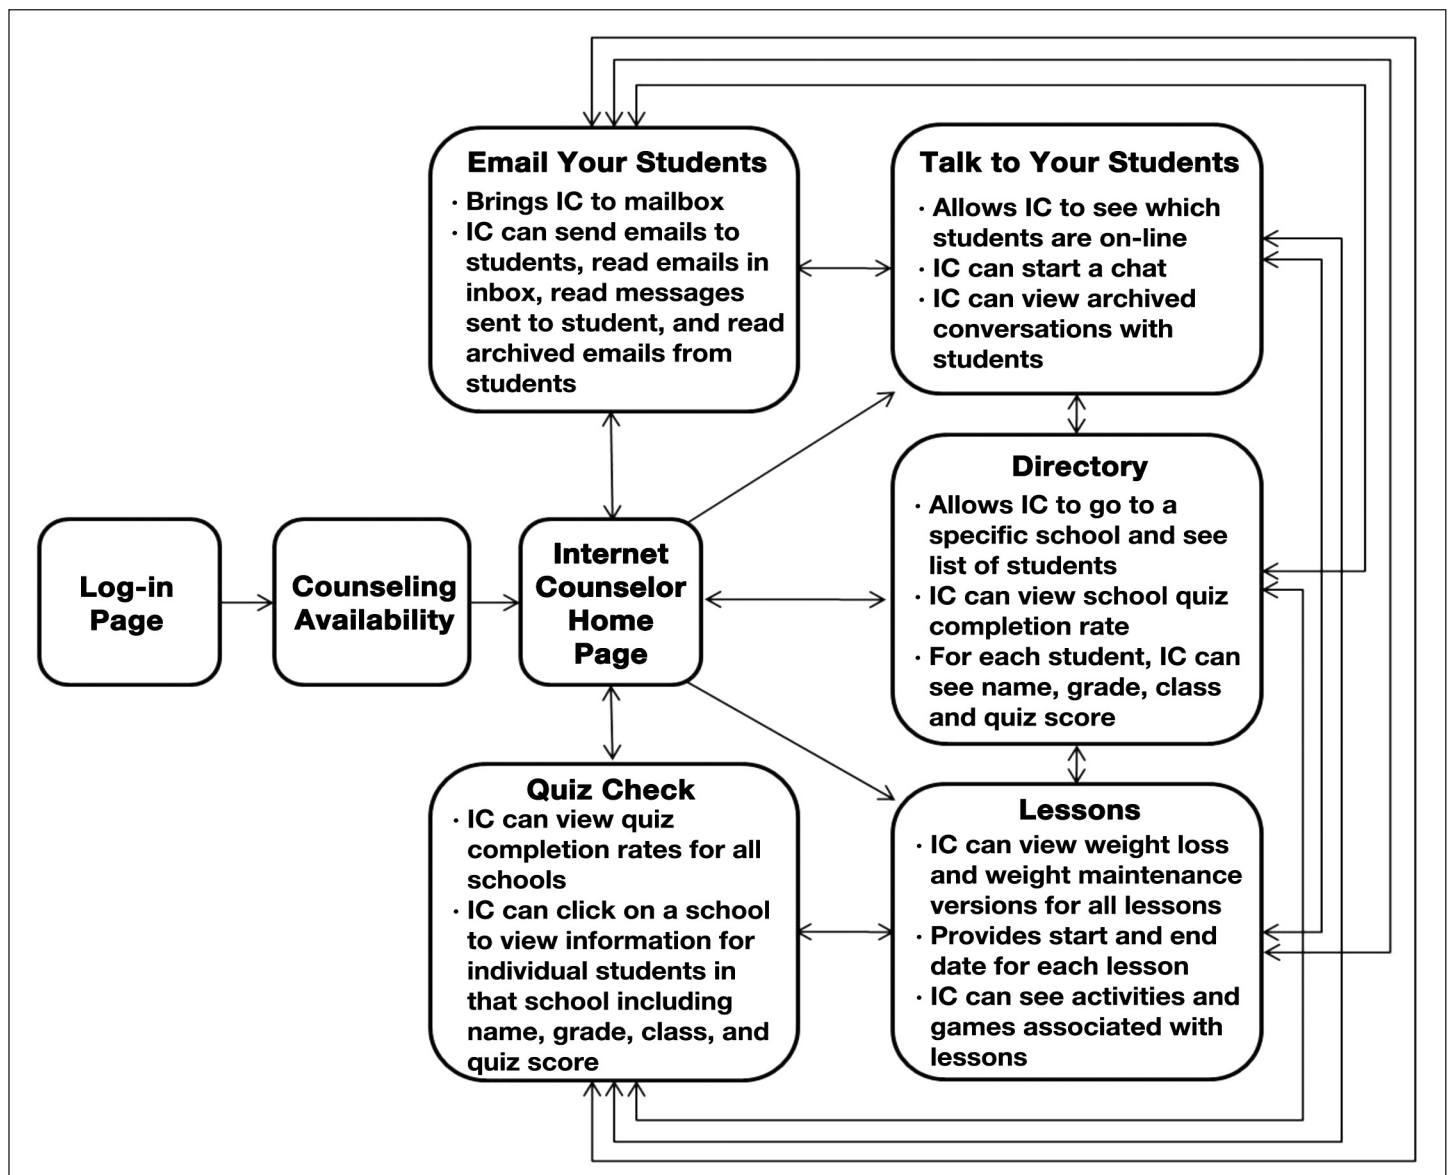 Email Your Students
· Brings IC to mailbox
· IC can send emails to
students, read emails in
inbox, read messages
sent to student, and read
archived emails from
students
Talk to Your Students
· Allows IC to see which
students are on-line
· IC can start a chat
· IC can view archived
conversations with
students
Log-in
Page
Counseling
Availability
Internet
Counselor
Home
Page
Directory
· Allows IC to go to a
specific school and see
list of students
· IC can view school quiz
completion rate
· For each student, IC can
see name, grade, class
and quiz score
Quiz Check
· IC can view quiz
completion rates for all
schools
· IC can click on a school
to view information for
individual students in
that school including
name, grade, class, and
quiz score
Lessons
· IC can view weight loss
and weight maintenance
versions for all lessons
· Provides start and end
date for each lesson
· IC can see activities and
games associated with
lessons